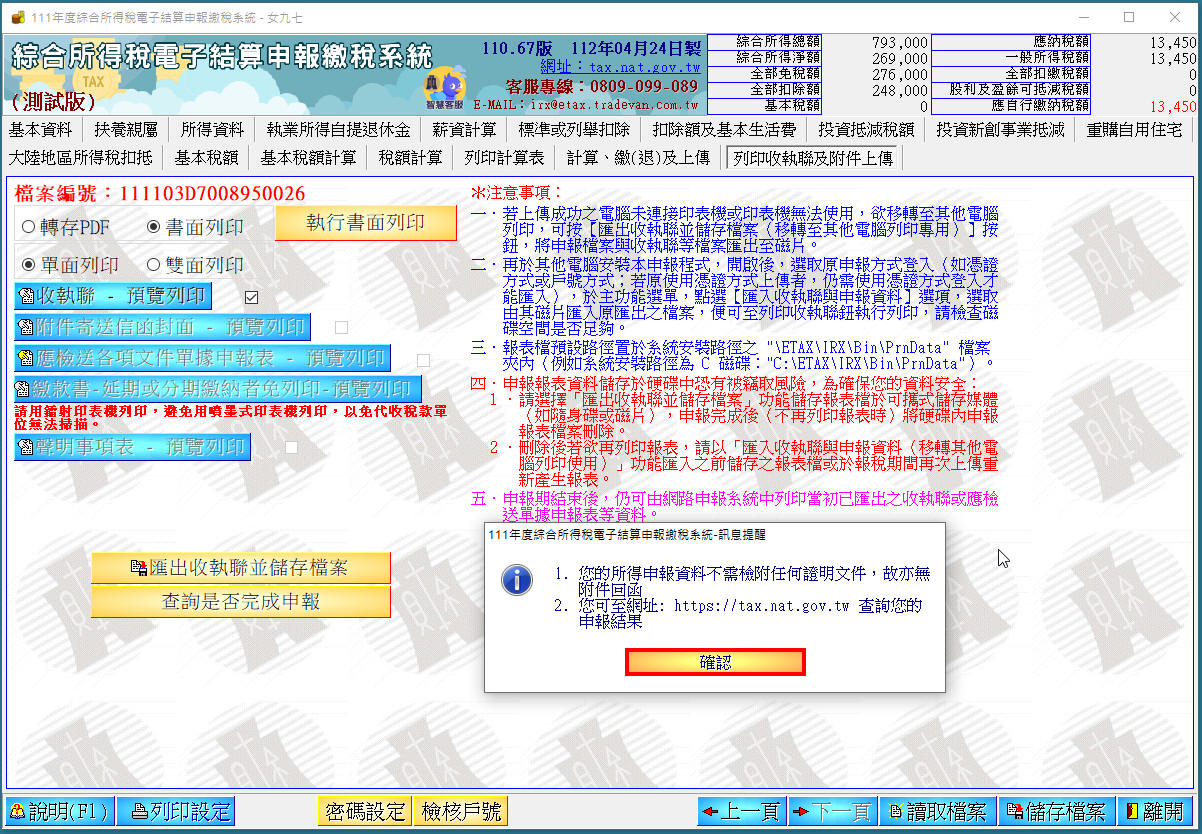 111年度綜合所得稅電子結算申報繳稅系統 - 女九七
綜合所得稅電子結算申報繳稅系統
(測試版)
TAX
智慧客服
110.67版 112年04月24日製
網址：tax.nat.gov.tw
客服專線：0809-099-089
E-MAIL：irx@etax.tradevan.com.tw
綜合所得總額 793,000 應納稅額 13,450
綜合所得淨額 269,000 一般所得稅額 13,450
全部免稅額 276,000 全部扣繳稅額 0
全部扣除額 248,000 股利及盈餘可抵減稅額 0
基本稅額 0 應自行繳納稅額 13,450
基本資料 扶養親屬 所得資料 執業所得自提退休金 薪資計算 標準或列舉扣除 扣除額及基本生活費 投資抵減稅額 投資新創事業抵減 重購自用住宅
大陸地區所得稅扣抵 基本稅額 基本稅額計算 稅額計算 列印計算表 計算、繳(退)及上傳 列印收執聯及附件上傳
檔案編號：111103D7008950026
轉存PDF 書面列印 執行書面列印
單面列印 雙面列印
收執聯 - 預覽列印
附件寄送信函封面 - 預覽列印
應檢送各項文件單據申報表 - 預覽列印
繳款書-延期或分期繳納者免列印-預覽列印
請用鐳射印表機列印，避免用噴墨式印表機列印，以免代收稅款單
位無法掃描。
聲明事項表 - 預覽列印
匯出收執聯並儲存檔案
查詢是否完成申報
＊注意事項：
一．若上傳成功之電腦未連接印表機或印表機無法使用，欲移轉至其他電腦
列印，可按［匯出收執聯並儲存檔案（移轉至其他電腦列印專用）］按
鈕，將申報檔案與收執聯等檔案匯出至磁片。
二．再於其他電腦安裝本申報程式，開啟後，選取原申報方式登入（如憑證
方式或戶號方式；若原使用憑證方式上傳者，仍需使用憑證方式登入才
能匯入），於主功能選單，點選［匯入收執聯與申報資料］選項，選取
由其磁片匯入原匯出之檔案，便可至列印收執聯鈕執行列印，請檢查磁
碟空間是否足夠。
三．報表檔預設路徑置於系統安裝路徑之 "\ETAX\IRX\Bin\PrnData" 檔案
夾內（例如系統安裝路徑為 C 磁碟："C:\ETAX\IRX\Bin\PrnData"）。
四．申報報表資料儲存於硬碟中恐有被竊取風險，為確保您的資料安全：
1．請選擇「匯出收執聯並儲存檔案」功能儲存報表檔於可攜式儲存媒體
（如隨身碟或磁片），申報完成後（不再列印報表時）將硬碟內申報
報表檔案刪除。
2．刪除後若欲再列印報表，請以「匯入收執聯與申報資料（移轉其他電
腦列印使用）」功能匯入之前儲存之報表檔或於報稅期間再次上傳重
新產生報表。
五．申報期結束後，仍可由網路申報系統中列印當初已匯出之收執聯或應檢
送單據申報表等資料。
111年度綜合所得稅電子結算申報繳稅系統-訊息提醒
1. 您的所得申報資料不需檢附任何證明文件，故亦無
附件回函
2. 您可至網址: https://tax.nat.gov.tw 查詢您的
申報結果
確認
說明(F1) 列印設定 密碼設定 檢核戶號 上一頁 下一頁 讀取檔案 儲存檔案 離開